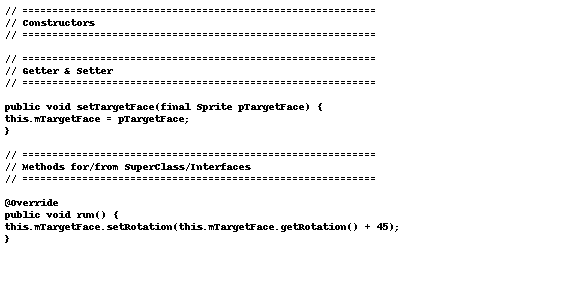 // ===========================================================
// Constructors
// ===========================================================
// ===========================================================
// Getter & Setter
// ===========================================================
public void setTargetFace(final Sprite pTargetFace) {
this.mTargetFace = pTargetFace;
}
// ===========================================================
// Methods for/from SuperClass/Interfaces
// ===========================================================
@Override
public void run() {
this.mTargetFace.setRotation(this.mTargetFace.getRotation() + 45);
}